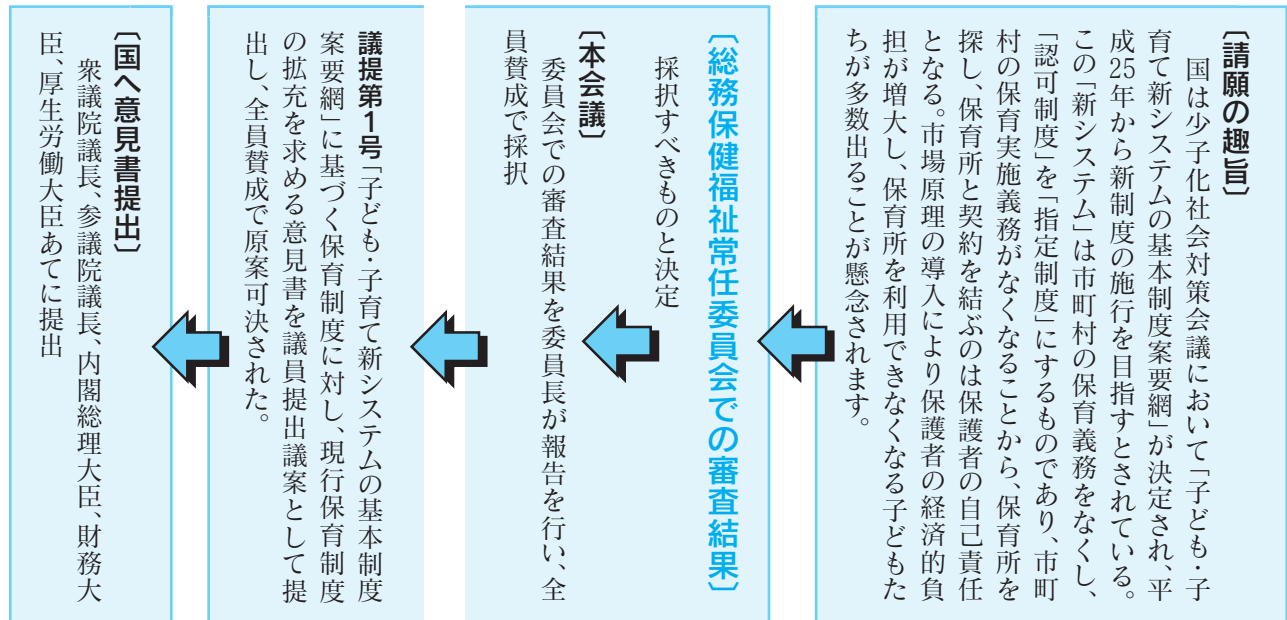 〔請願の趣旨〕
国は少子化社会対策会議において「子ども・子
育て新システムの基本制度案要綱」が決定され、平
成25年から新制度の施行を目指すとされている。
この「新システム」は市町村の保育義務をなくし、
「認可制度」を「指定制度」にするものであり、市町
村の保育実施義務がなくなることから、保育所を
探し、保育所と契約を結ぶのは保護者の自己責任
となる。市場原理の導入により保護者の経済的負
担が増大し、保育所を利用できなくなる子どもた
ちが多数出ることが懸念されます。
〔総務保健福祉常任委員会での審査結果〕
採択すべきものと決定
〔本会議〕
委員会での審査結果を委員長が報告を行い、全
員賛成で採択
議提第1号「子ども・子育て新システムの基本制度
案要綱」に基づく保育制度に対し、現行保育制度
の拡充を求める意見書を議員提出議案として提
出し、全員賛成で原案可決された。
〔国へ意見書提出〕
衆議院議長、参議院議長、内閣総理大臣、財務大
臣、厚生労働大臣あてに提出